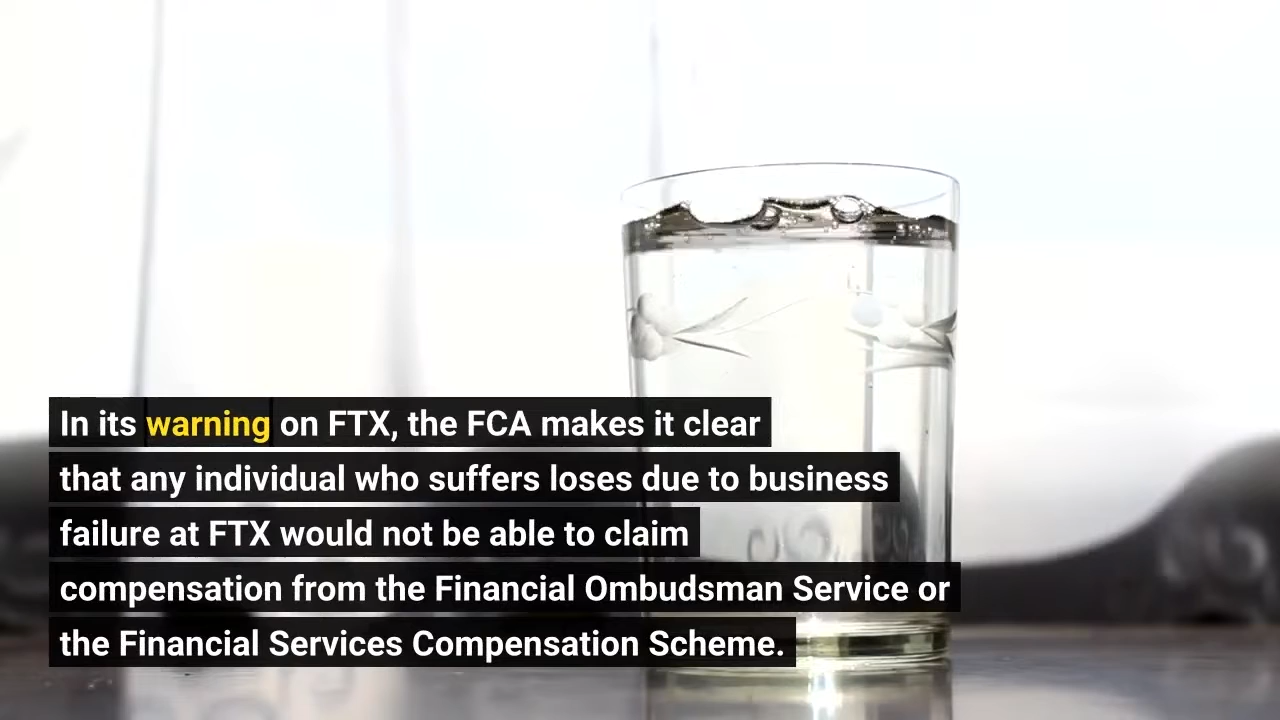 In its warning on FTX, the FCA makes it clear
that any individual who suffers loses due to business
failure at FTX would not be able to claim
compensation from the Financial Ombudsman Service or
the Financial Services Compensation Scheme.